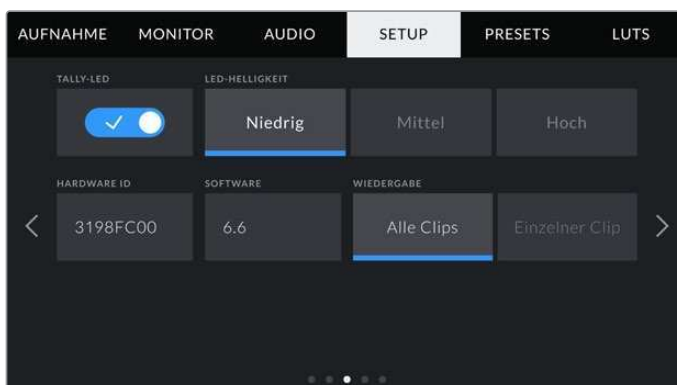 AUFNAHME MONITOR AUDIO SETUP PRESETS LUTS
TALLY-LED LED-HELLIGKEIT
Niedrig Mittel Hoch
HARDWARE ID SOFTWARE WIEDERGABE
3198FC00 6.6 Alle Clips Einzelner Clip